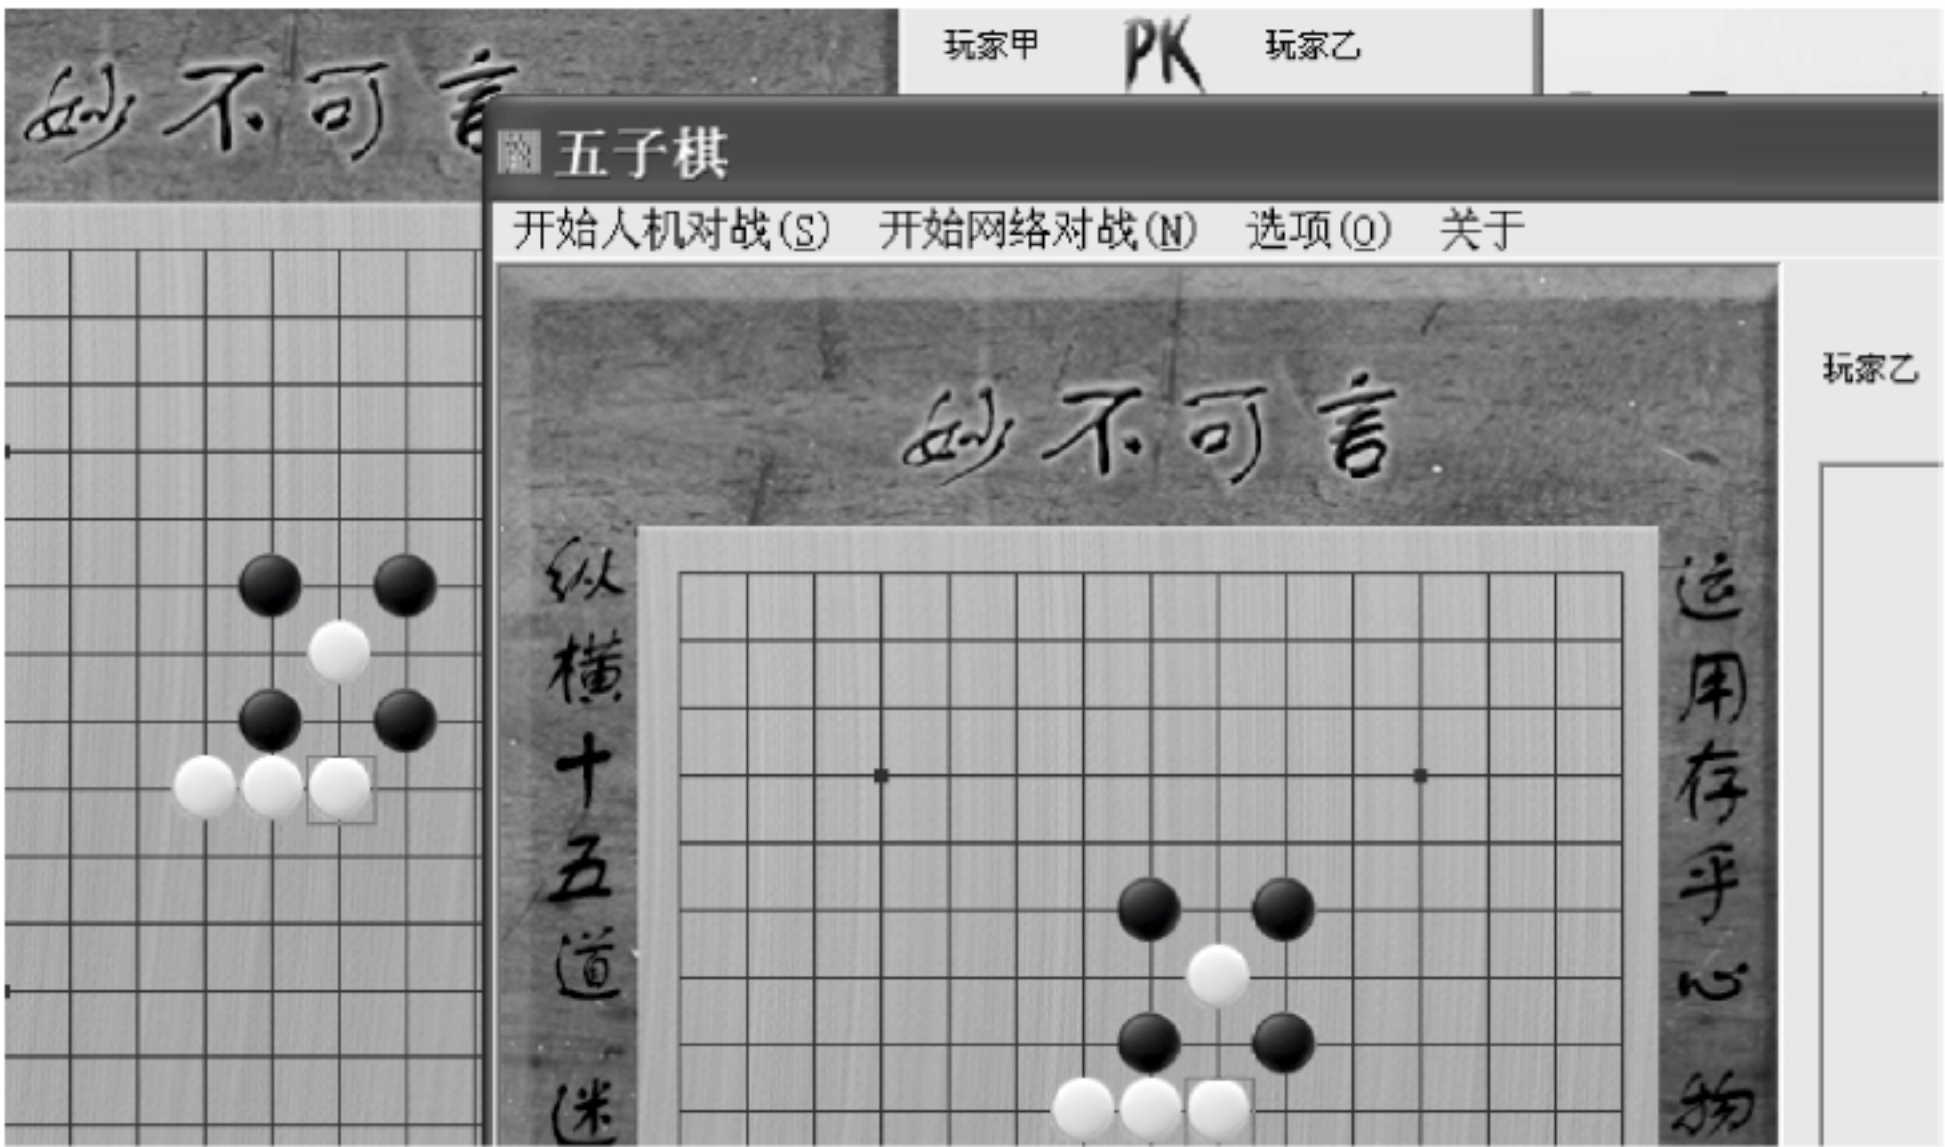 妙不可言
玩家甲 PK 玩家乙
五子棋
开始人机对战(S) 开始网络对战(N) 选项(O) 关于
玩家乙
妙不可言
纵横十五道迷
运用存乎心物